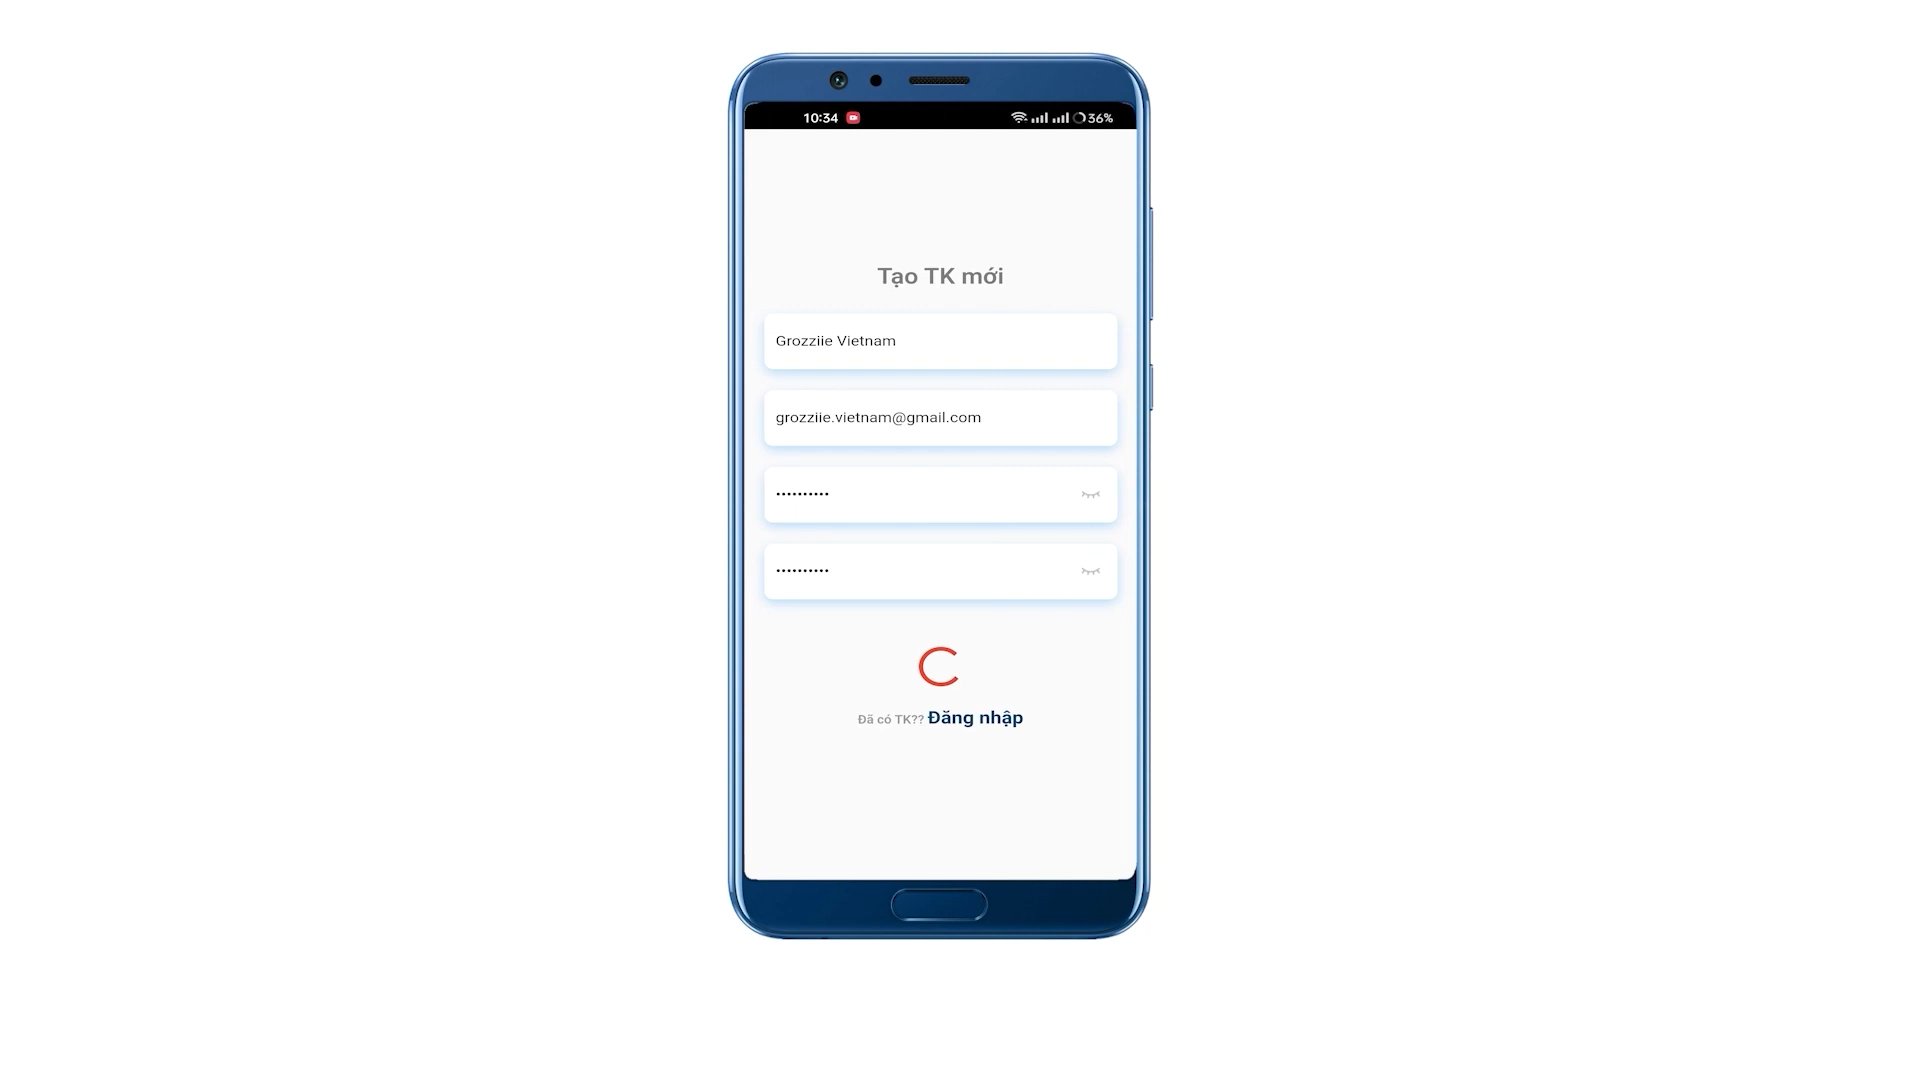 10:34 36%
Tạo TK mới
Grozziie Vietnam
grozziie.vietnam@gmail.com
••••••••••
••••••••••
Đã có TK?? Đăng nhập